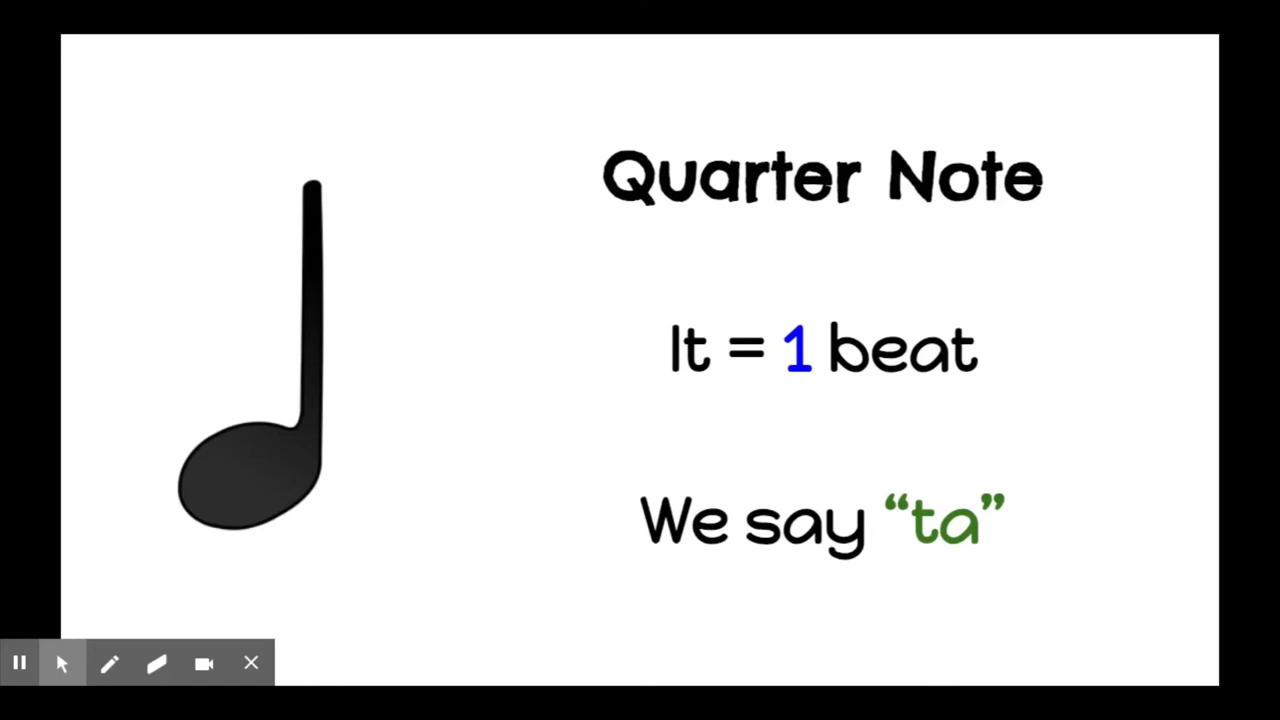 Quarter Note
It = 1 beat
We say “ta”